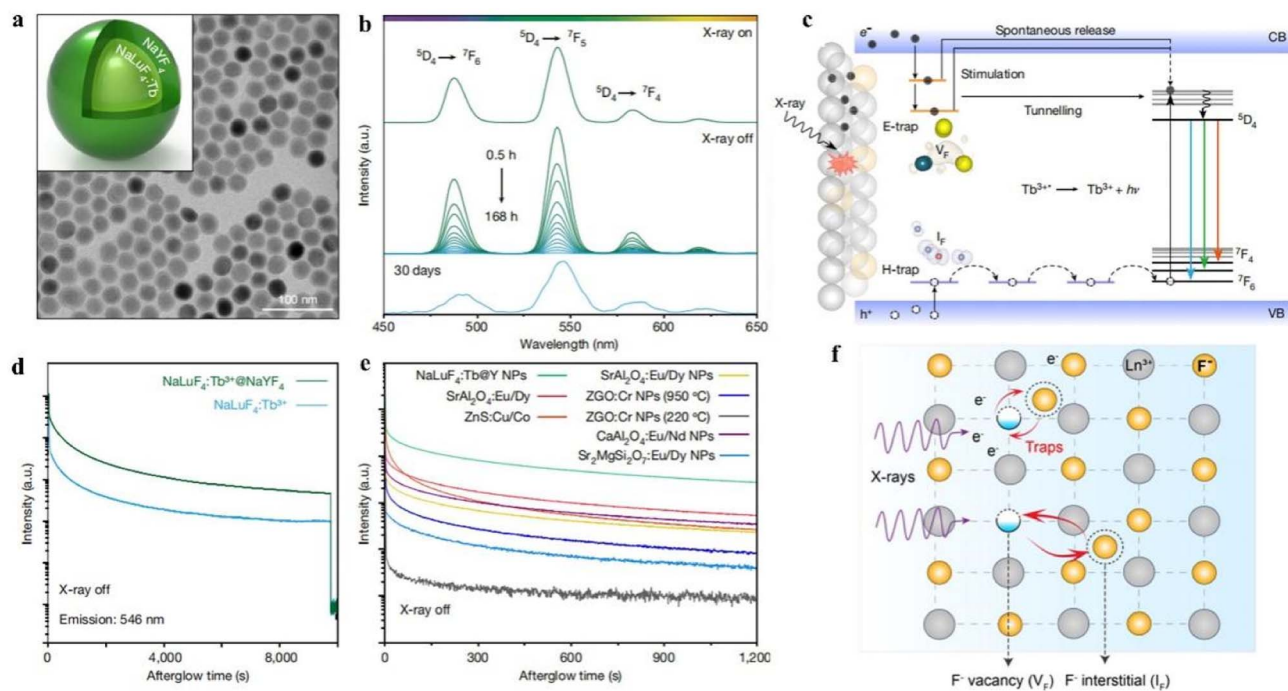 a
NaYF₄
NaLuF₄:Tb
100 nm
b
X-ray on
⁵D₄ → ⁷F₆
⁵D₄ → ⁷F₅
⁵D₄ → ⁷F₄
X-ray off
0.5 h
168 h
30 days
Intensity (a.u.)
450 500 550 600 650
Wavelength (nm)
c
e⁻
Spontaneous release
CB
Stimulation
X-ray
Tunnelling
E-trap
⁵D₄
V_F
Tb³⁺* → Tb³⁺ + hν
I_F
H-trap
⁷F₄
⁷F₆
h⁺
VB
d
NaLuF₄:Tb³⁺@NaYF₄
NaLuF₄:Tb³⁺
Intensity (a.u.)
X-ray off
Emission: 546 nm
0 4,000 8,000
Afterglow time (s)
e
NaLuF₄:Tb@Y NPs
SrAl₂O₄:Eu/Dy
ZnS:Cu/Co
SrAl₂O₄:Eu/Dy NPs
ZGO:Cr NPs (950 °C)
ZGO:Cr NPs (220 °C)
CaAl₂O₄:Eu/Nd NPs
Sr₂MgSi₂O₇:Eu/Dy NPs
Intensity (a.u.)
X-ray off
0 300 600 900 1,200
Afterglow time (s)
f
e⁻
Ln³⁺
F⁻
e⁻
e⁻
Traps
X-rays
F⁻ vacancy (V_F)
F⁻ interstitial (I_F)